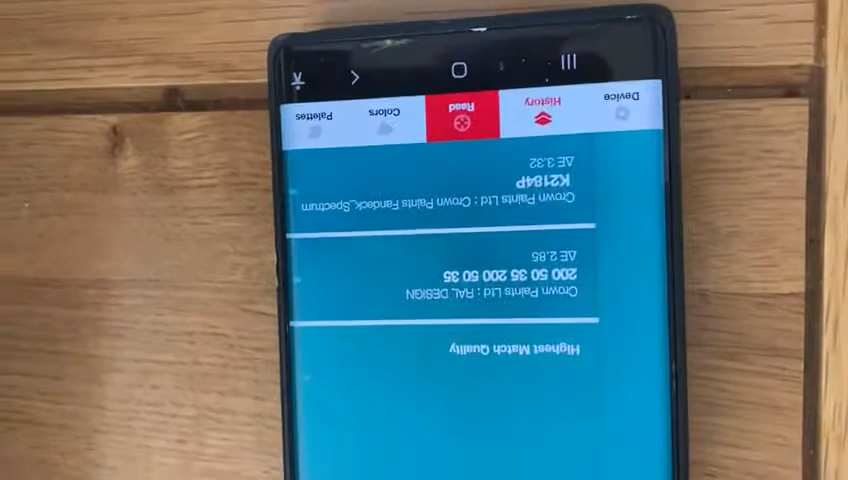 Highest Match Quality
Crown Paints Ltd : RAL DESIGN
200 50 35 200 50 35
ΔE 2.85
Crown Paints Ltd : Crown Paints Fandeck_Spectrum
K2184P
ΔE 3.32
Device
History
Read
Colors
Palettes